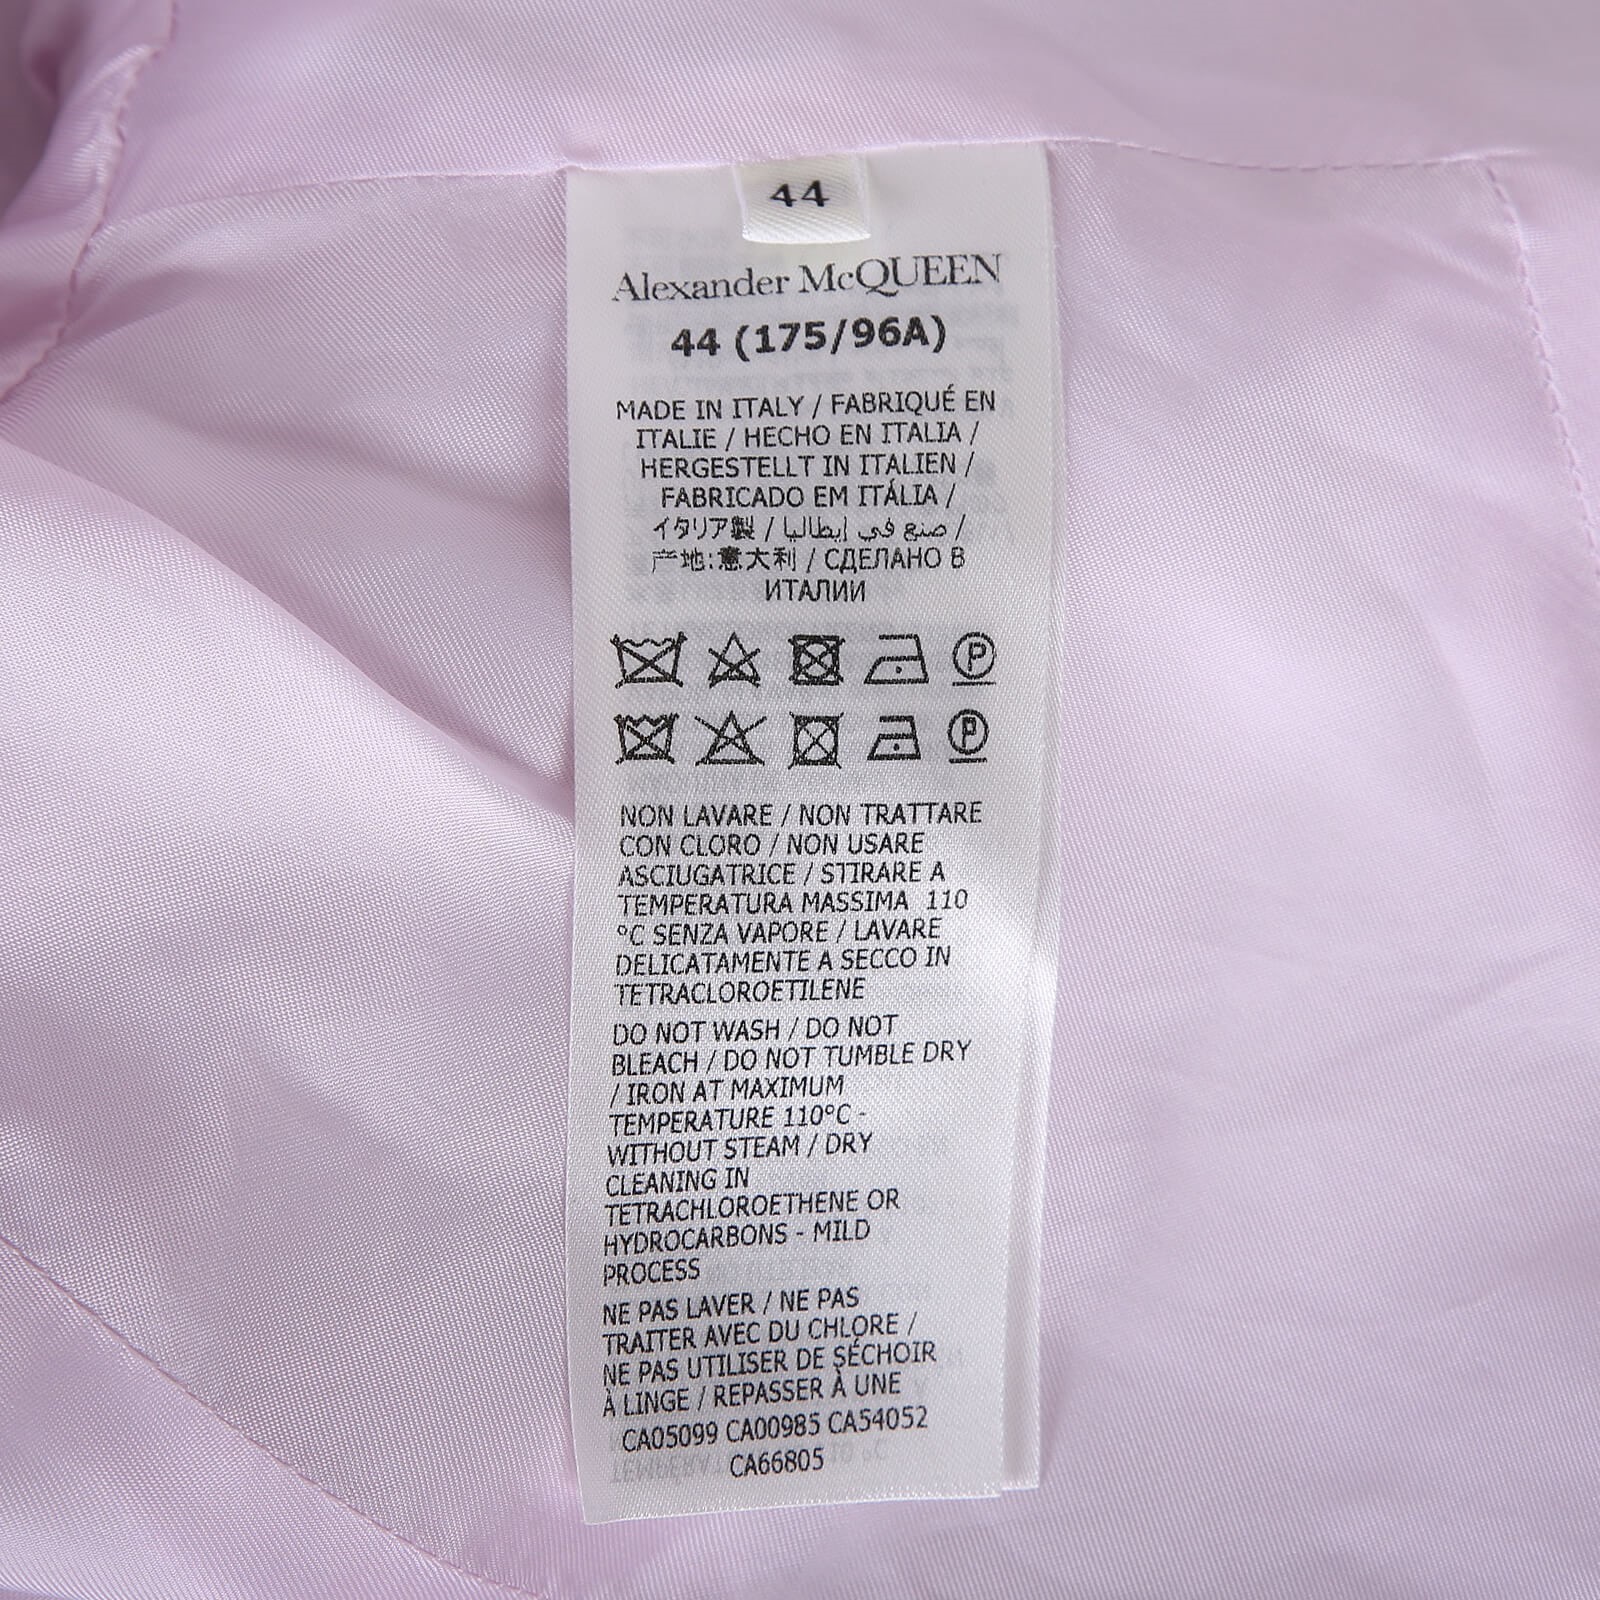 44
Alexander McQUEEN
44 (175/96A)
MADE IN ITALY / FABRIQUÉ EN
ITALIE / HECHO EN ITALIA /
HERGESTELLT IN ITALIEN /
FABRICADO EM ITÁLIA /
イタリア製 / صنع في إيطاليا /
产地:意大利 / СДЕЛАНО В
ИТАЛИИ
P
P
NON LAVARE / NON TRATTARE
CON CLORO / NON USARE
ASCIUGATRICE / STIRARE A
TEMPERATURA MASSIMA 110
°C SENZA VAPORE / LAVARE
DELICATAMENTE A SECCO IN
TETRACLOROETILENE
DO NOT WASH / DO NOT
BLEACH / DO NOT TUMBLE DRY
/ IRON AT MAXIMUM
TEMPERATURE 110°C -
WITHOUT STEAM / DRY
CLEANING IN
TETRACHLOROETHENE OR
HYDROCARBONS - MILD
PROCESS
NE PAS LAVER / NE PAS
TRAITER AVEC DU CHLORE /
NE PAS UTILISER DE SÉCHOIR
À LINGE / REPASSER À UNE
CA05099 CA00985 CA54052
CA66805